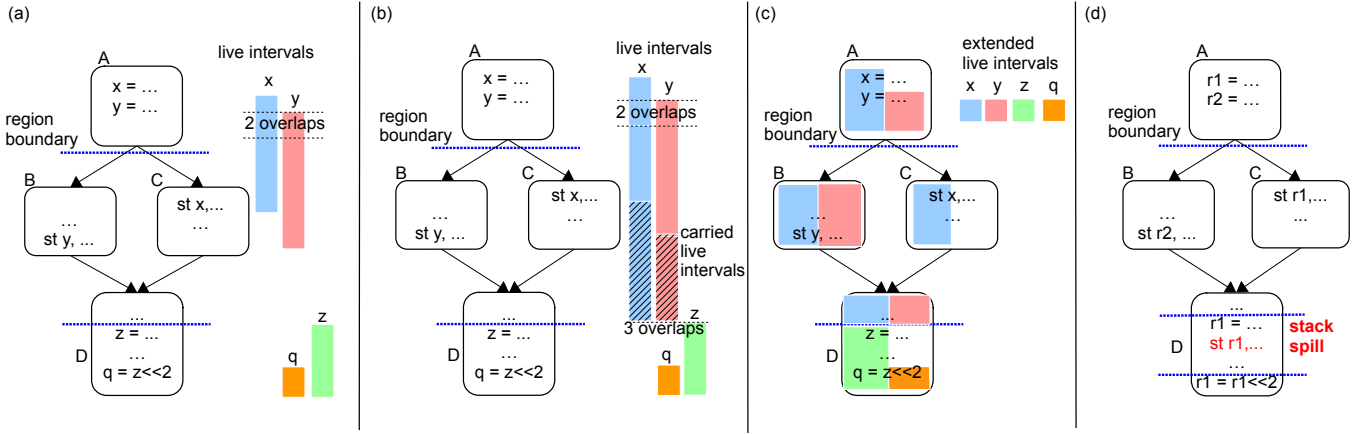 (a)
live intervals
A
x
x = …
y = …
y
2 overlaps
region
boundary
B
C
st x,...
…
…
st y, ...
...
z
z = ...
D
…
q
q = z<<2
(b)
live intervals
A
x
x = …
y = …
y
2 overlaps
region
boundary
B
C
st x,...
…
…
st y, ...
carried
live
intervals
...
z
3 overlaps
z = ...
D
…
q
q = z<<2
(c)
extended
live intervals
A
x y z q
x = …
y = …
region
boundary
B
C
st x,...
…
…
st y, ...
...
z = ...
D
…
q = z<<2
(d)
A
r1 = …
r2 = …
region
boundary
B
C
st r1,...
...
…
st r2, ...
...
r1 = …
stack
spill
D
st r1,...
…
r1 = r1<<2